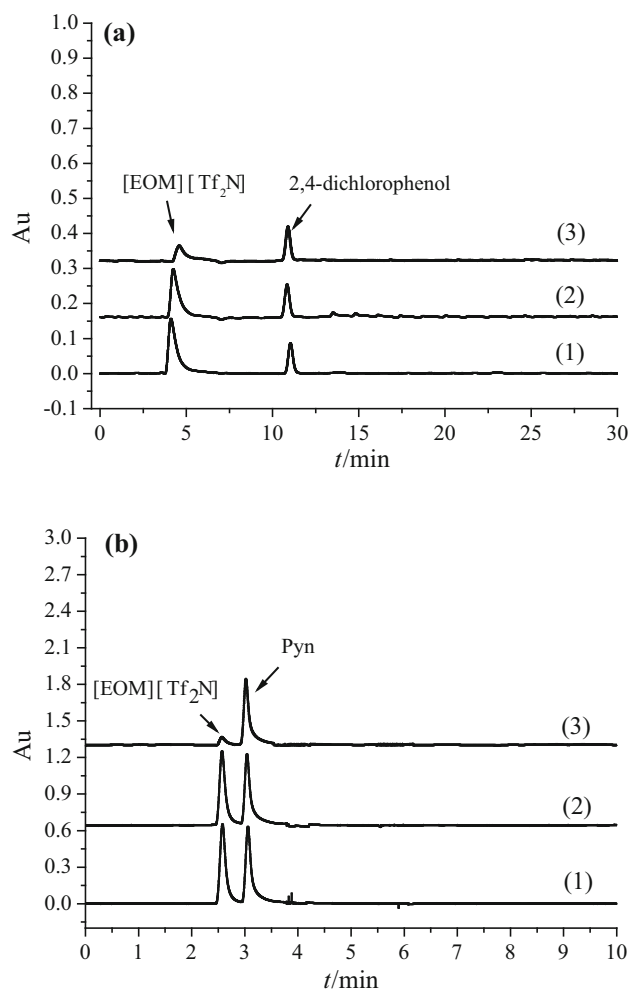 (a)
1.0
0.9
0.8
0.7
0.6
0.5
0.4
0.3
0.2
0.1
0.0
-0.1
Au
[EOM][Tf₂N]
2,4-dichlorophenol
(3)
(2)
(1)
0 5 10 15 20 25 30
t/min
(b)
3.0
2.7
2.4
2.1
1.8
1.5
1.2
0.9
0.6
0.3
0.0
Au
Pyn
[EOM][Tf₂N]
(3)
(2)
(1)
0 1 2 3 4 5 6 7 8 9 10
t/min